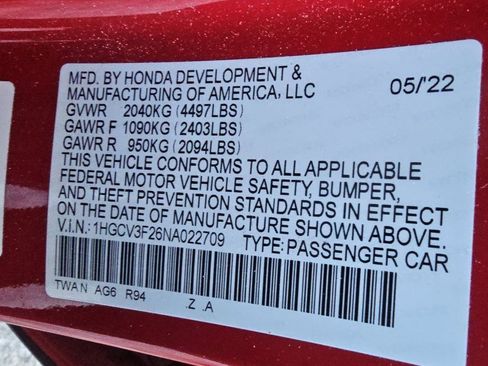 MFD. BY HONDA DEVELOPMENT &
MANUFACTURING OF AMERICA, LLC 05/'22
GVWR 2040KG (4497LBS)
GAWR F 1090KG (2403LBS)
GAWR R 950KG (2094LBS)
THIS VEHICLE CONFORMS TO ALL APPLICABLE
FEDERAL MOTOR VEHICLE SAFETY, BUMPER,
AND THEFT PREVENTION STANDARDS IN EFFECT
ON THE DATE OF MANUFACTURE SHOWN ABOVE.
V.I.N.: 1HGCV3F26NA022709 TYPE: PASSENGER CAR
TWA N AG6 R94 .Z .A